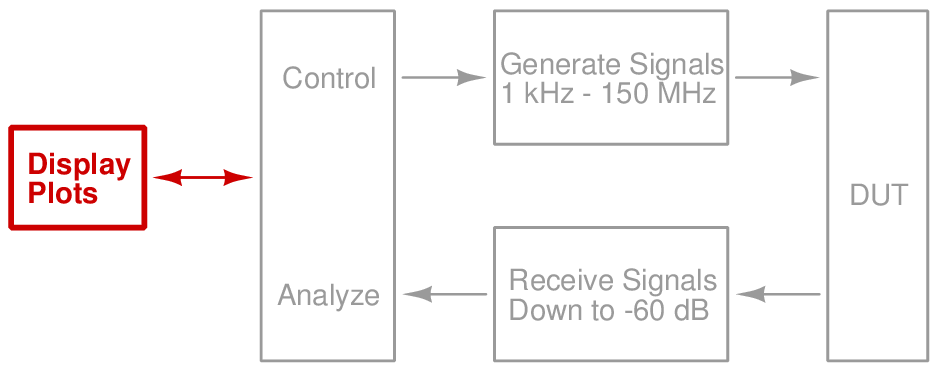 Display
Plots
Control
Analyze
Generate Signals
1 kHz - 150 MHz
Receive Signals
Down to -60 dB
DUT